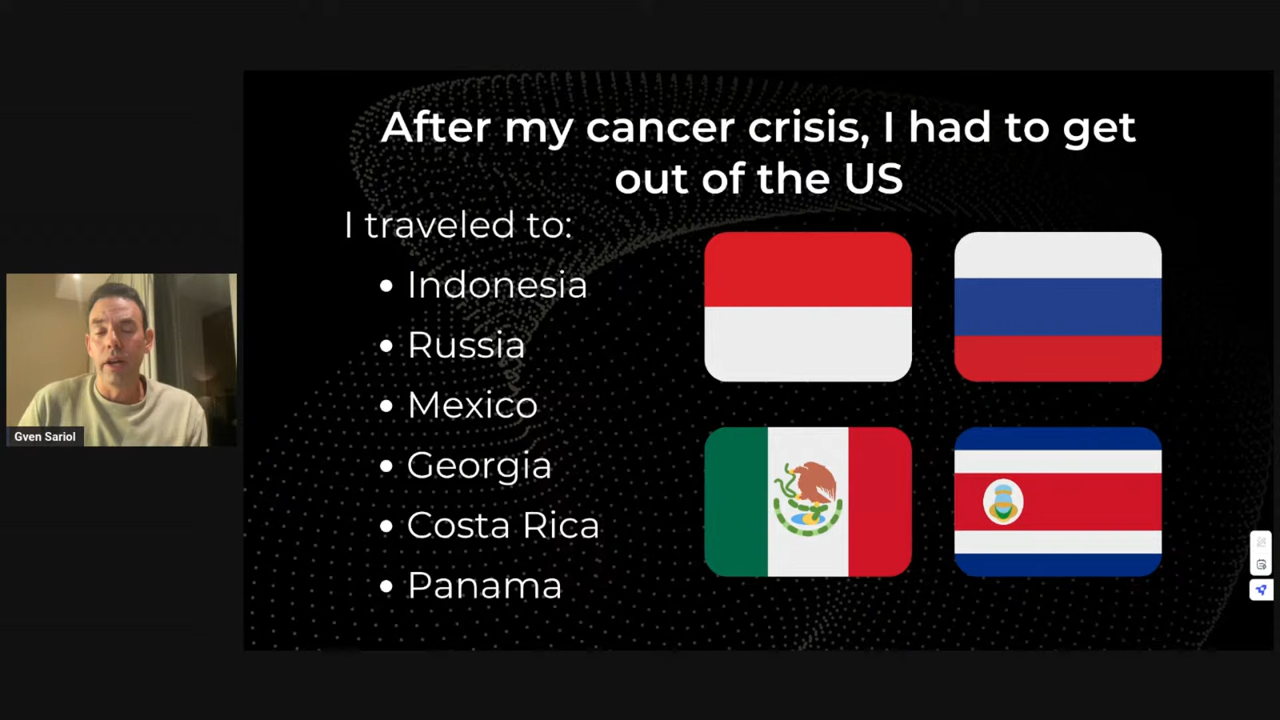 After my cancer crisis, I had to get
out of the US
I traveled to:
• Indonesia
• Russia
• Mexico
• Georgia
• Costa Rica
• Panama
Gven Sariol